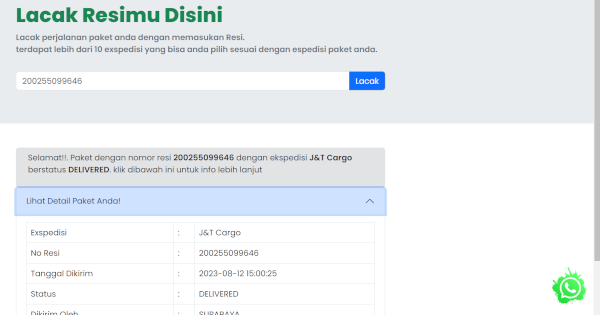 Lacak Resimu Disini
Lacak perjalanan paket anda dengan memasukan Resi.
terdapat lebih dari 10 exspedisi yang bisa anda pilih sesuai dengan espedisi paket anda.
200255099646
Lacak
Selamat!!. Paket dengan nomor resi 200255099646 dengan ekspedisi J&T Cargo
berstatus DELIVERED. klik dibawah ini untuk info lebih lanjut
Lihat Detail Paket Anda!
Exspedisi : J&T Cargo
No Resi : 200255099646
Tanggal Dikirim : 2023-08-12 15:00:25
Status : DELIVERED
Dikirim Oleh : SURABAYA